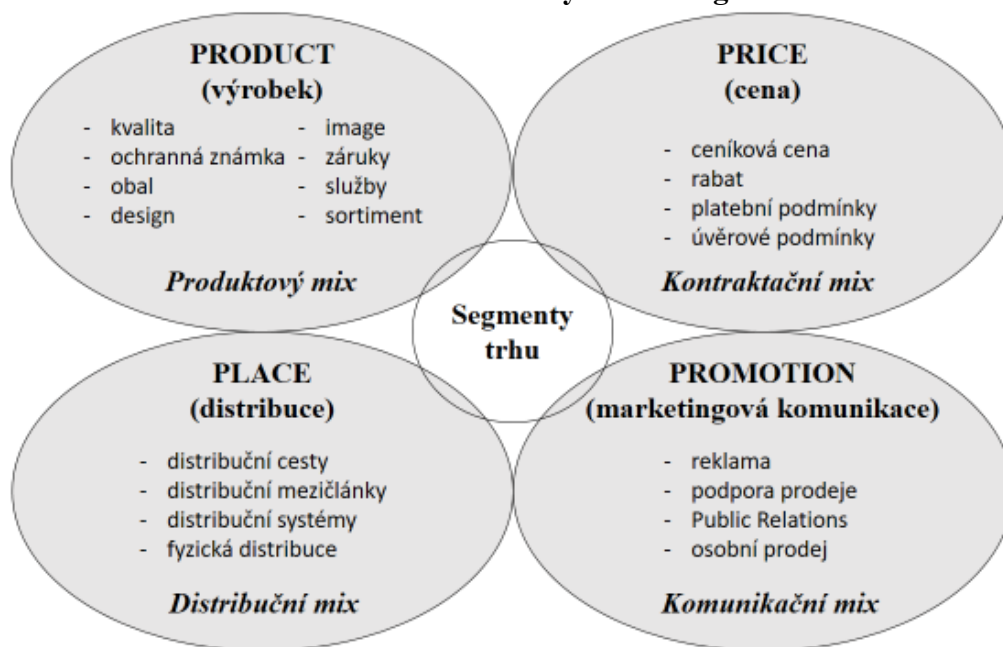 PRODUCT
(výrobek)
- kvalita
- ochranná známka
- obal
- design
- image
- záruky
- služby
- sortiment
Produktový mix
PRICE
(cena)
- ceníková cena
- rabat
- platební podmínky
- úvěrové podmínky
Kontraktační mix
Segmenty
trhu
PLACE
(distribuce)
- distribuční cesty
- distribuční mezičlánky
- distribuční systémy
- fyzická distribuce
Distribuční mix
PROMOTION
(marketingová komunikace)
- reklama
- podpora prodeje
- Public Relations
- osobní prodej
Komunikační mix